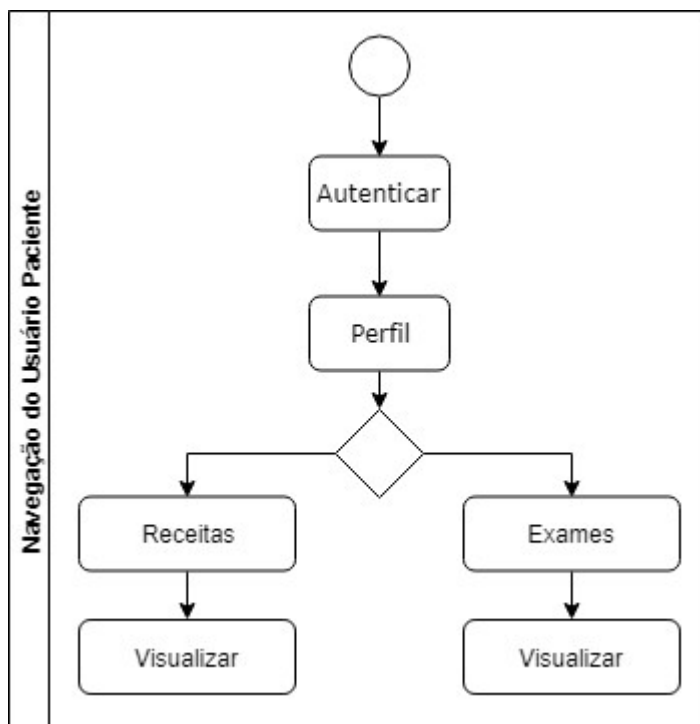 Navegação do Usuário Paciente
Autenticar
Perfil
Receitas
Exames
Visualizar
Visualizar